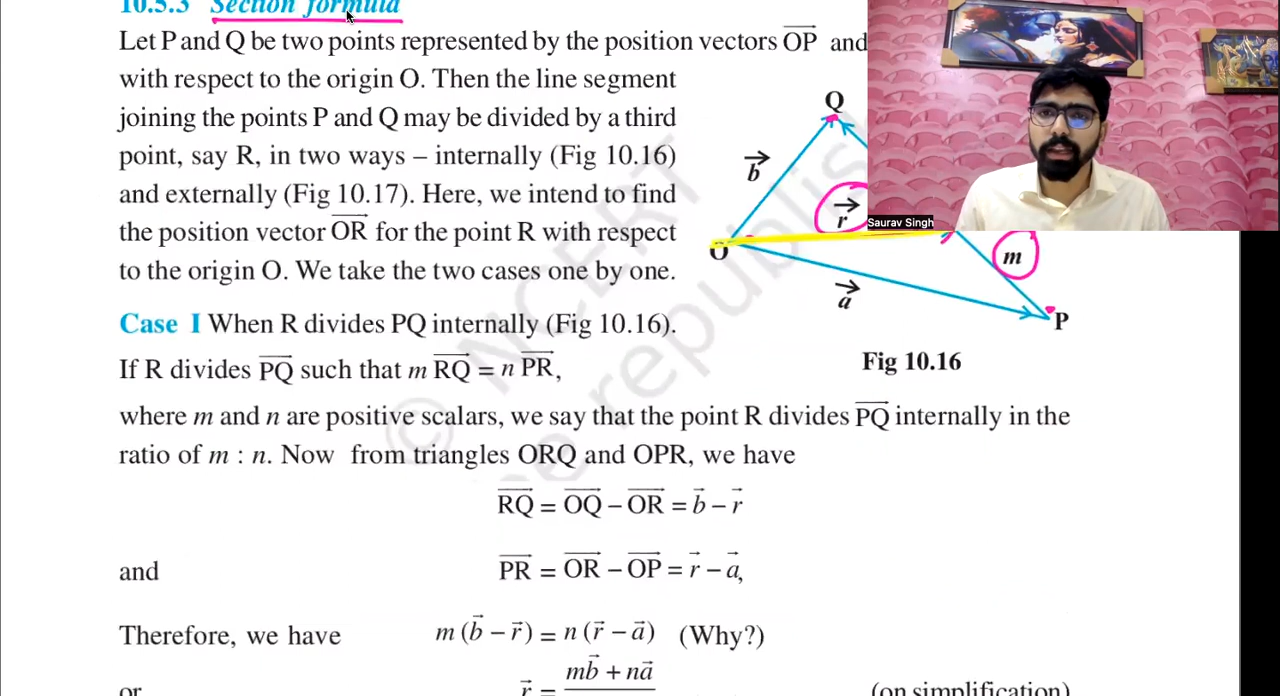 10.5.3 Section formula
Let P and Q be two points represented by the position vectors OP⃗ and
with respect to the origin O. Then the line segment
joining the points P and Q may be divided by a third
point, say R, in two ways – internally (Fig 10.16)
and externally (Fig 10.17). Here, we intend to find
the position vector OR⃗ for the point R with respect
to the origin O. We take the two cases one by one.
Q
b⃗
r⃗
Saurav Singh
O
m
a⃗
P
Fig 10.16
Case I When R divides PQ internally (Fig 10.16).
If R divides PQ⃗ such that m RQ⃗ = n PR⃗,
where m and n are positive scalars, we say that the point R divides PQ⃗ internally in the
ratio of m : n. Now from triangles ORQ and OPR, we have
RQ⃗ = OQ⃗ – OR⃗ = b⃗ – r⃗
and PR⃗ = OR⃗ – OP⃗ = r⃗ – a⃗,
Therefore, we have m (b⃗ – r⃗) = n (r⃗ – a⃗) (Why?)
or r⃗ = mb⃗ + na⃗ (on simplification)
© NCERT
republis